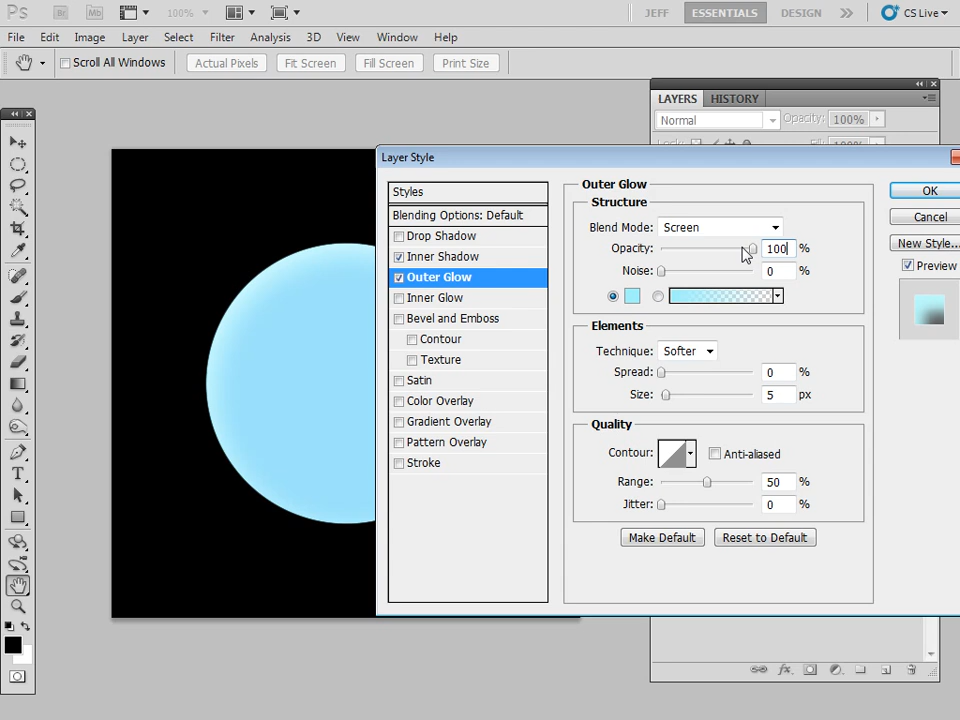 Ps Br Mb 100% JEFF ESSENTIALS DESIGN CS Live
File Edit Image Layer Select Filter Analysis 3D View Window Help
Scroll All Windows Actual Pixels Fit Screen Fill Screen Print Size
LAYERS HISTORY
Normal Opacity: 100%
Layer Style
Styles
Blending Options: Default
Drop Shadow
Inner Shadow
Outer Glow
Inner Glow
Bevel and Emboss
Contour
Texture
Satin
Color Overlay
Gradient Overlay
Pattern Overlay
Stroke
Outer Glow
Structure
Blend Mode: Screen
Opacity: 100 %
Noise: 0 %
Elements
Technique: Softer
Spread: 0 %
Size: 5 px
Quality
Contour: Anti-aliased
Range: 50 %
Jitter: 0 %
Make Default Reset to Default
OK
Cancel
New Style...
Preview